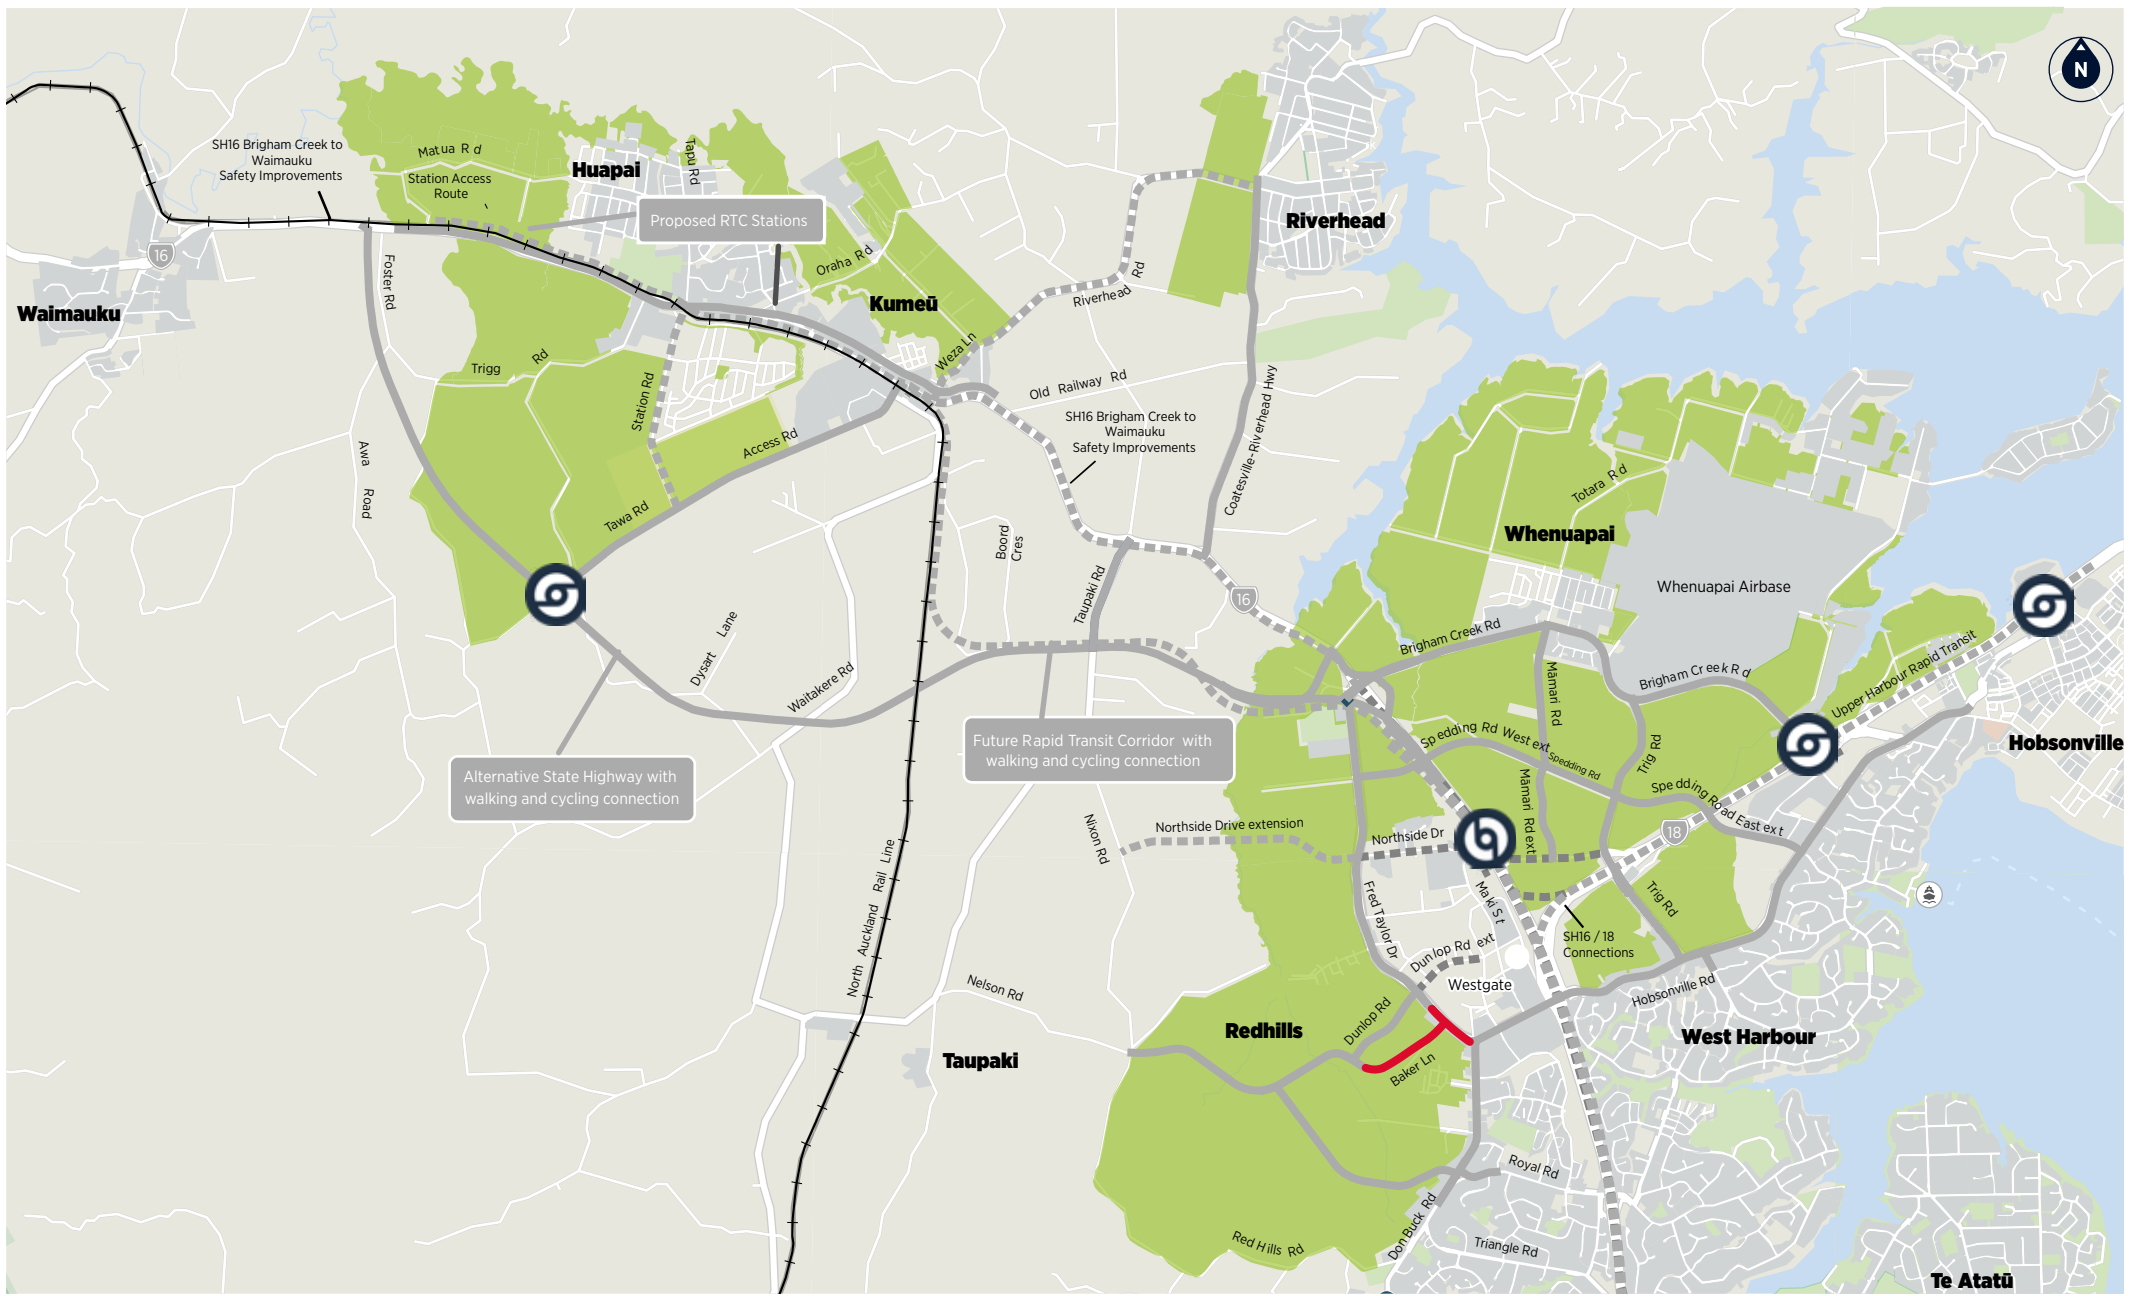 N
SH16 Brigham Creek to
Waimauku
Safety Improvements
Matua Rd
Station Access
Route
Huapai
Tapu Rd
Proposed RTC Stations
Riverhead
16
Foster Rd
Oraha Rd
Kumeū
Riverhead Rd
Waimauku
Weza Ln
Trigg Rd
Station Rd
Old Railway Rd
SH16 Brigham Creek to
Waimauku
Safety Improvements
Coatesville-Riverhead Hwy
Awa Road
Access Rd
Tawa Rd
Totara Rd
Whenuapai
Boord
Cres
Whenuapai Airbase
Taupaki Rd
16
Dysart Lane
Brigham Creek Rd
Waitakere Rd
Māmari Rd
Brigham Creek Rd
Upper Harbour Rapid Transit
Future Rapid Transit Corridor with
walking and cycling connection
Spedding Rd West ext
Spedding Rd
Trig Rd
Hobsonville
Alternative State Highway with
walking and cycling connection
Māmari Rd ext
Spedding Road East ext
Nixon Rd
Northside Drive extension
Northside Dr
18
North Auckland Rail Line
Fred Taylor Dr
Maki St
Trig Rd
SH16 / 18
Connections
Dunlop Rd ext
Westgate
Nelson Rd
Hobsonville Rd
Dunlop Rd
Redhills
West Harbour
Taupaki
Baker Ln
Royal Rd
Don Buck Rd
Red Hills Rd
Triangle Rd
Te Atatū